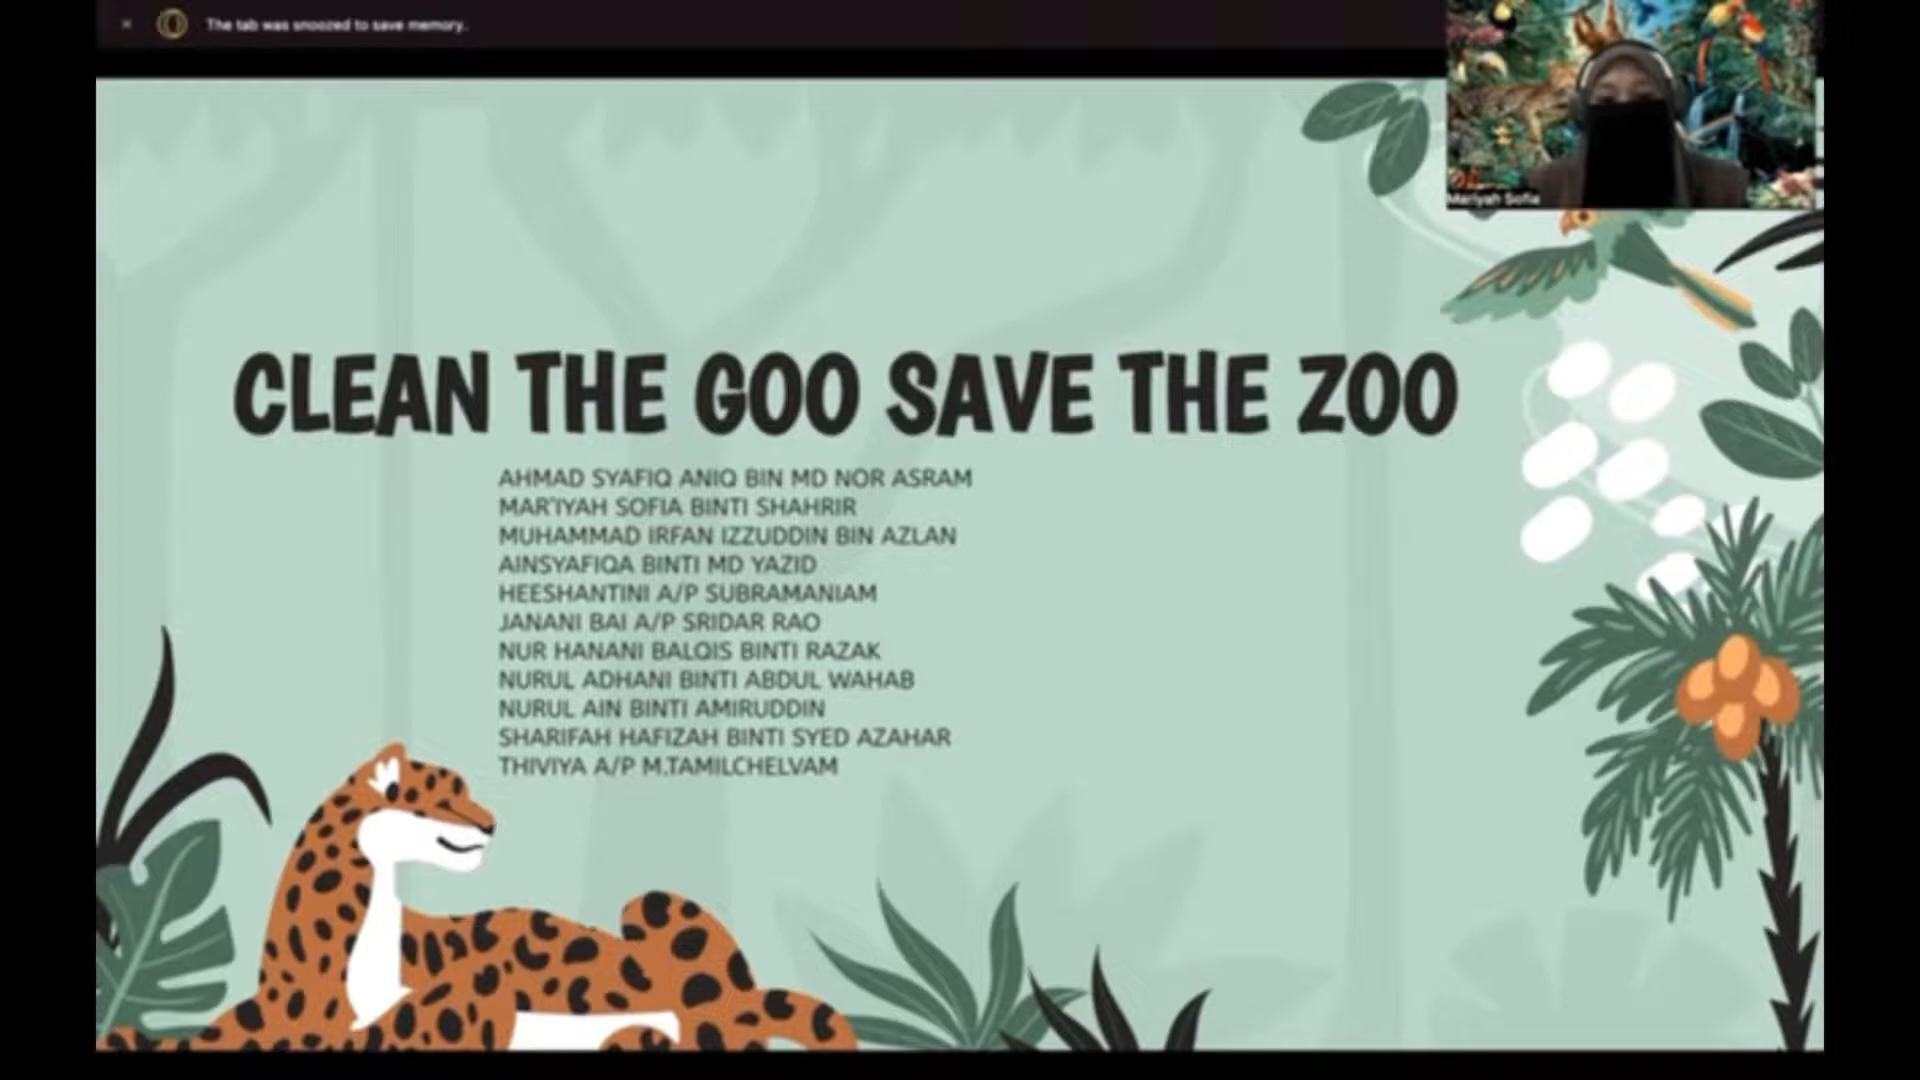 The tab was snoozed to save memory.
Mariyah Sofia
CLEAN THE GOO SAVE THE ZOO
AHMAD SYAFIQ ANIQ BIN MD NOR ASRAM
MAR'IYAH SOFIA BINTI SHAHRIR
MUHAMMAD IRFAN IZZUDDIN BIN AZLAN
AINSYAFIQA BINTI MD YAZID
HEESHANTINI A/P SUBRAMANIAM
JANANI BAI A/P SRIDAR RAO
NUR HANANI BALQIS BINTI RAZAK
NURUL ADHANI BINTI ABDUL WAHAB
NURUL AIN BINTI AMIRUDDIN
SHARIFAH HAFIZAH BINTI SYED AZAHAR
THIVIYA A/P M.TAMILCHELVAM